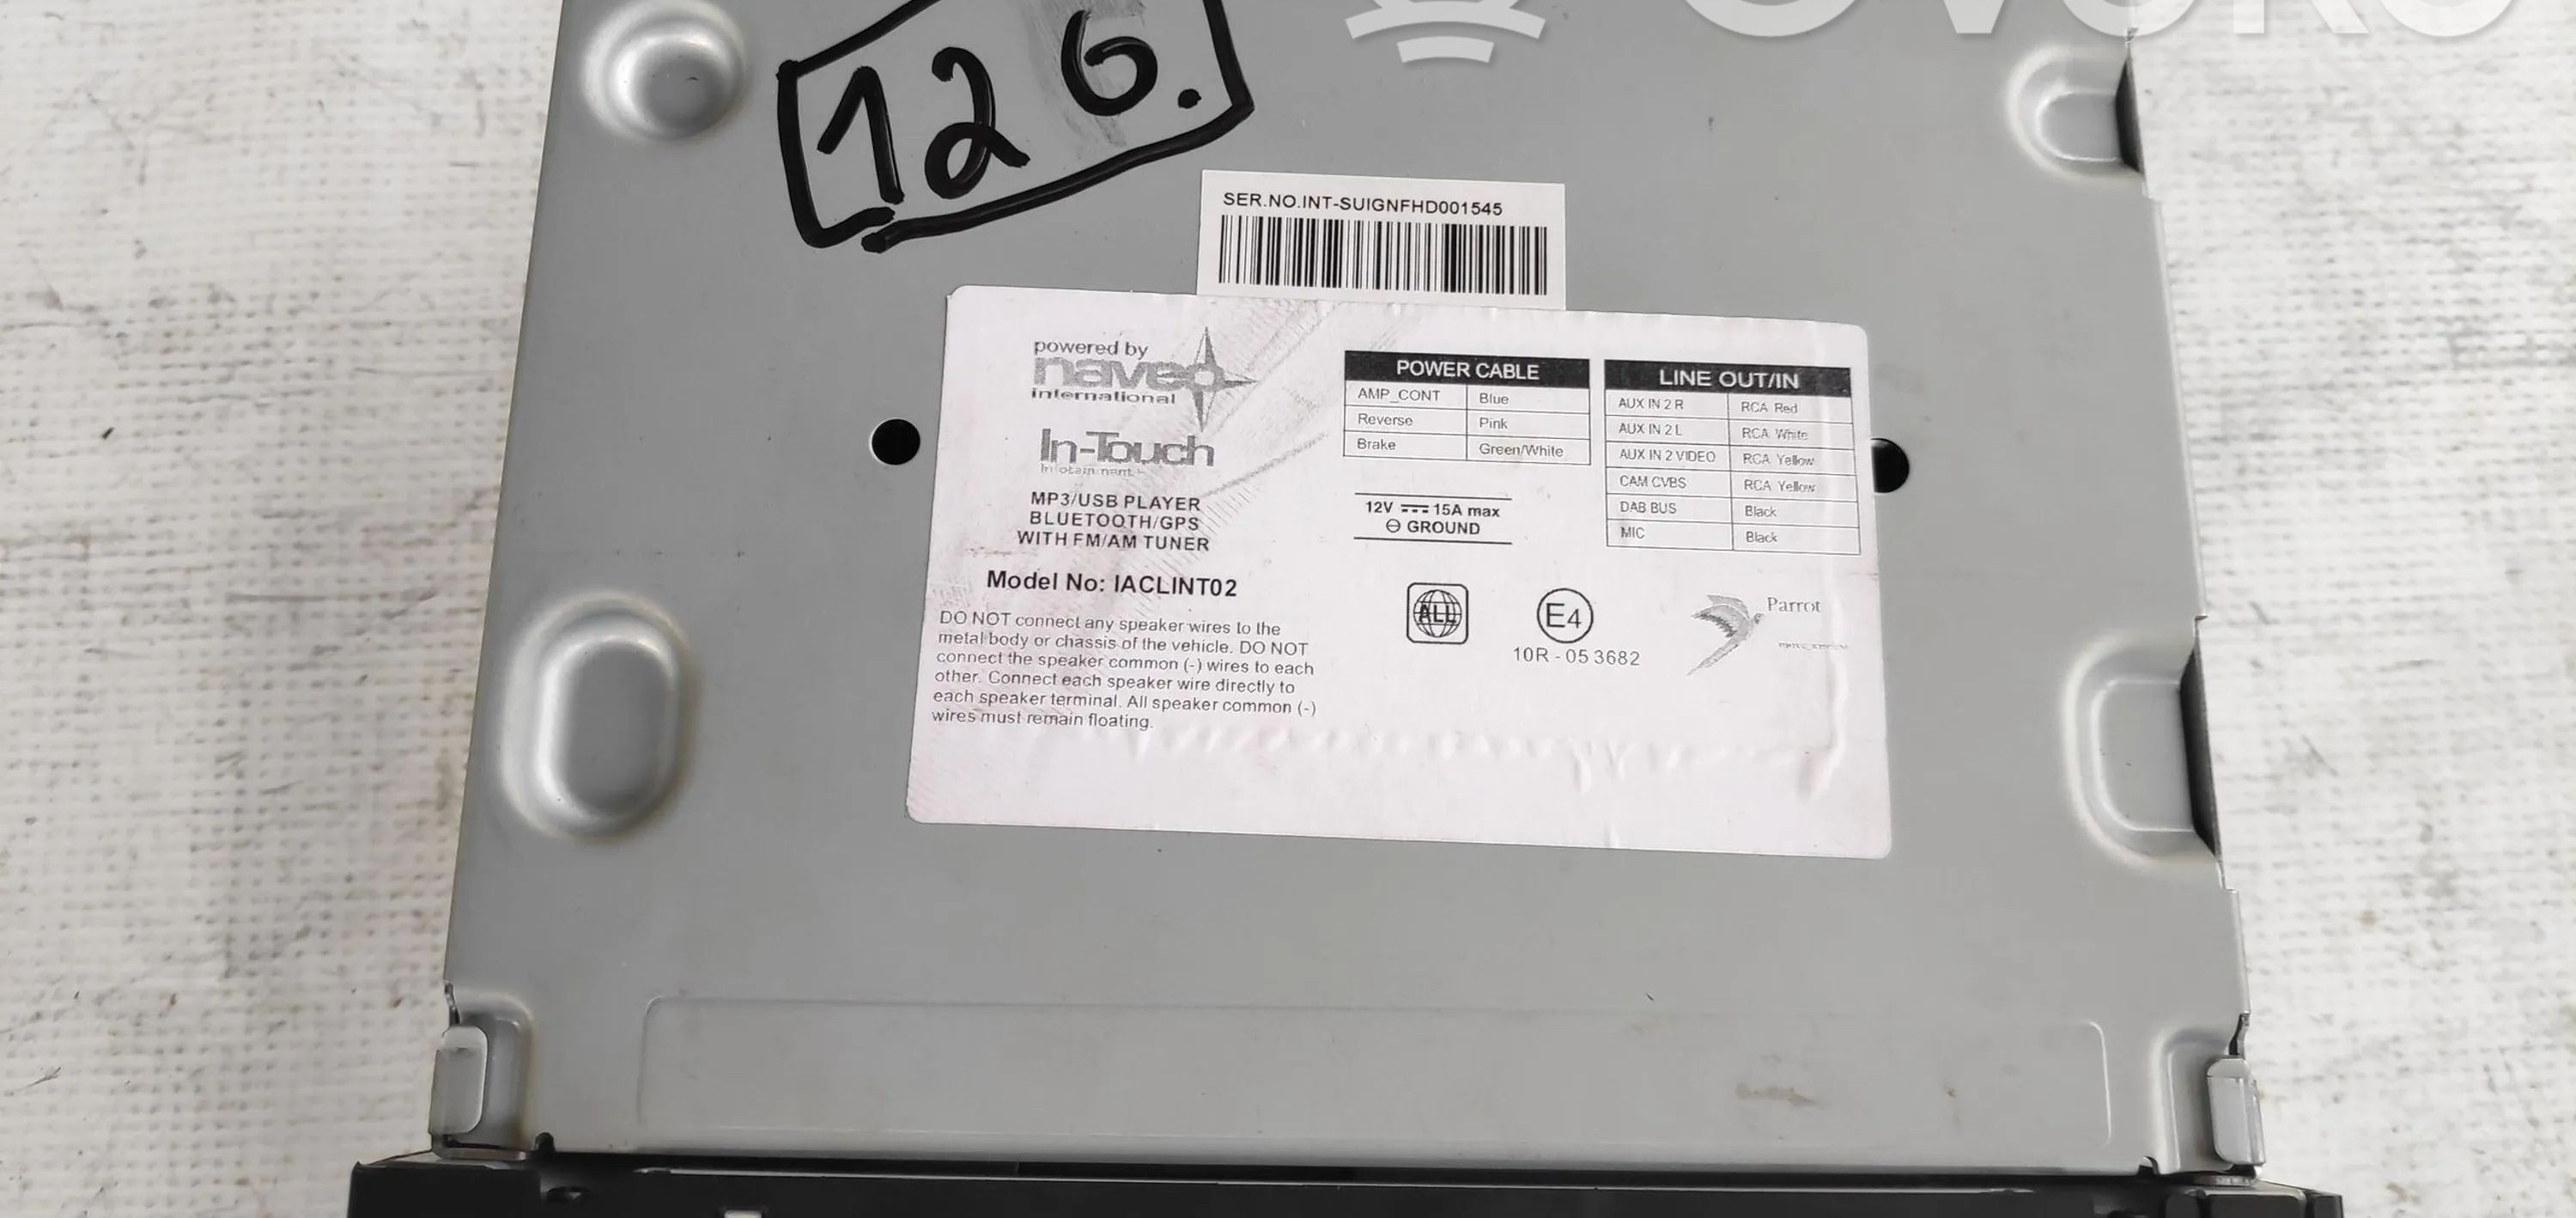 126.
SER.NO.INT-SUIGNFHD001545
powered by
naveo
international
In-Touch
Infotainment
MP3/USB PLAYER
BLUETOOTH/GPS
WITH FM/AM TUNER
Model No: IACLINT02
DO NOT connect any speaker wires to the
metal body or chassis of the vehicle. DO NOT
connect the speaker common (-) wires to each
other. Connect each speaker wire directly to
each speaker terminal. All speaker common (-)
wires must remain floating.
POWER CABLE
AMP_CONT Blue
Reverse Pink
Brake Green/White
12V 15A max
GROUND
LINE OUT/IN
AUX IN 2 R RCA Red
AUX IN 2 L RCA White
AUX IN 2 VIDEO RCA Yellow
CAM CVBS RCA Yellow
DAB BUS Black
MIC Black
ALL
E4
10R - 05 3682
Parrot